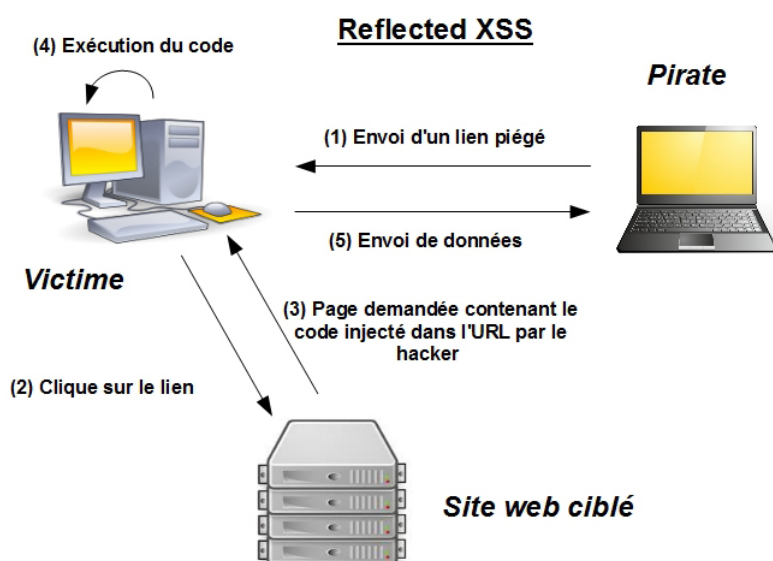 Reflected XSS
(4) Exécution du code
Pirate
(1) Envoi d'un lien piégé
(5) Envoi de données
Victime
(3) Page demandée contenant le
code injecté dans l'URL par le
hacker
(2) Clique sur le lien
Site web ciblé